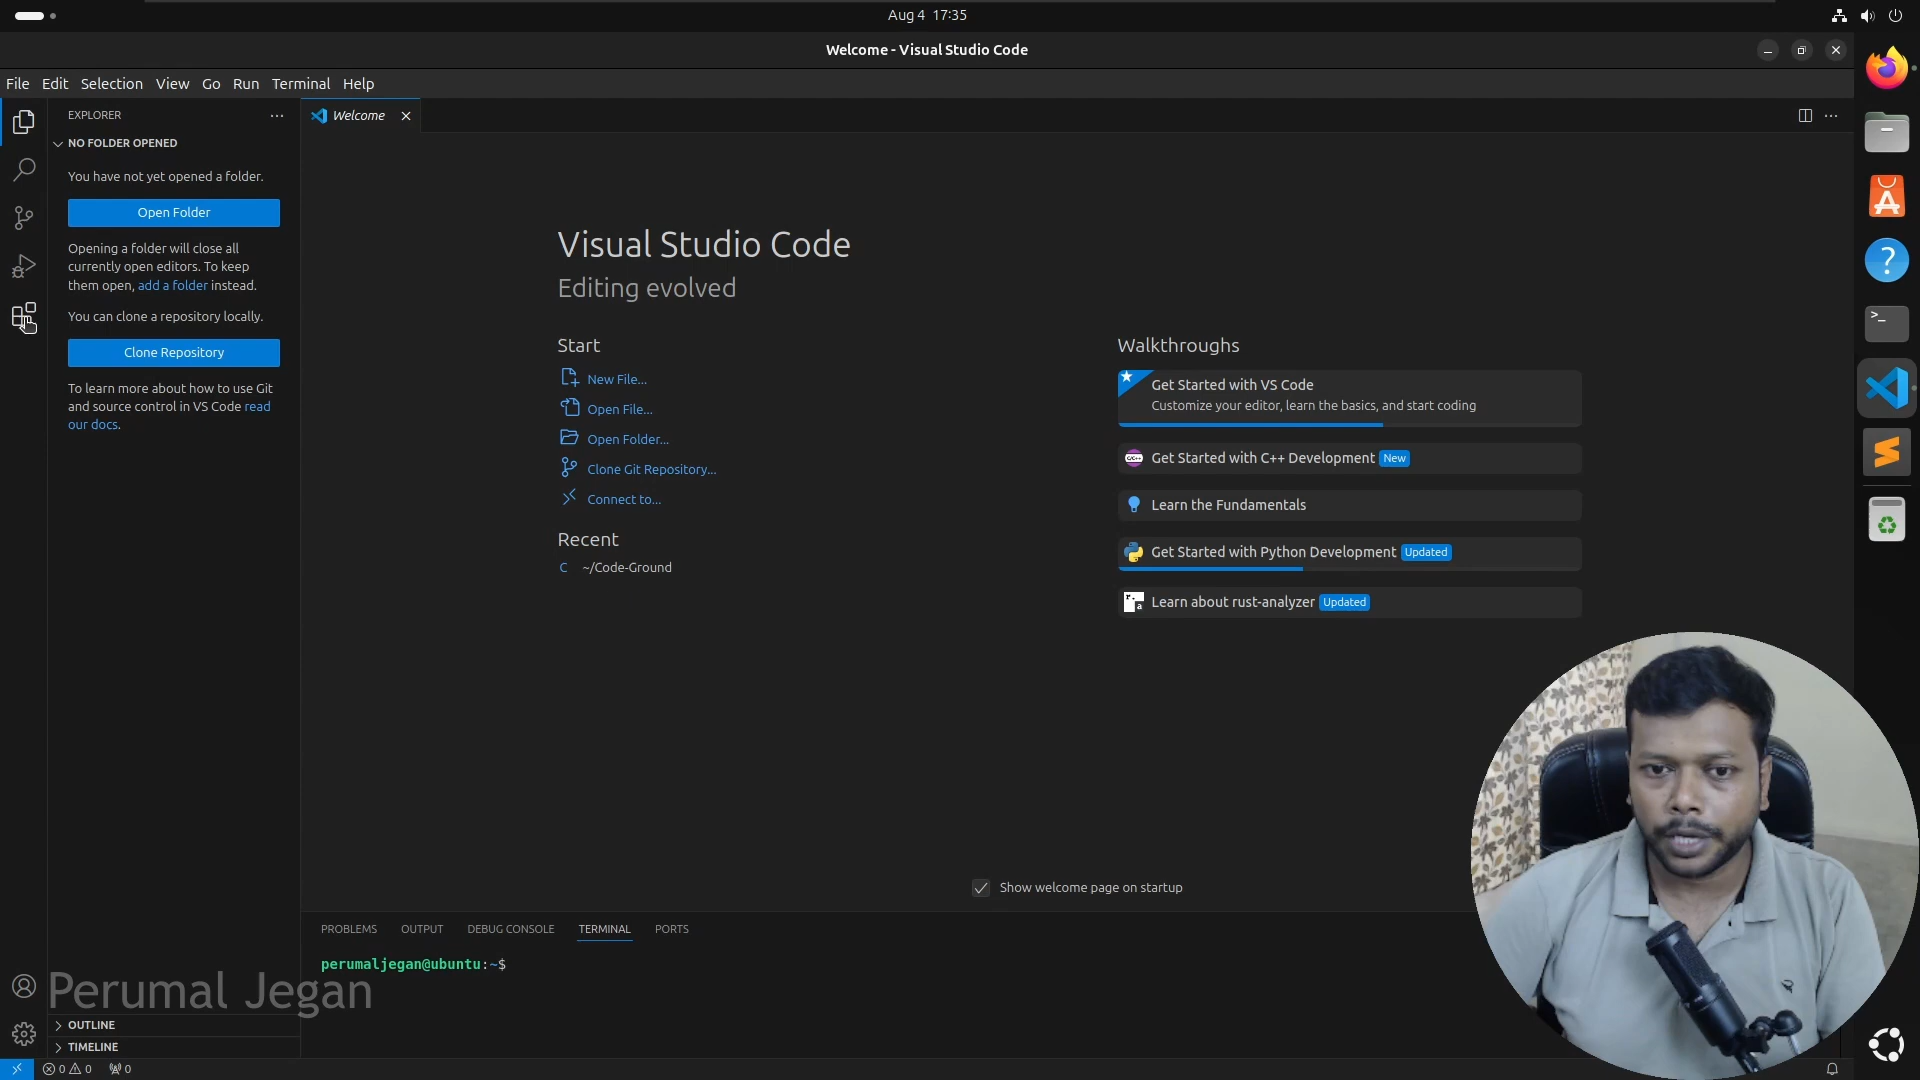 Aug 4 17:35
Welcome - Visual Studio Code
File Edit Selection View Go Run Terminal Help
EXPLORER
Welcome
NO FOLDER OPENED
You have not yet opened a folder.
Open Folder
Opening a folder will close all
currently open editors. To keep
them open, add a folder instead.
You can clone a repository locally.
Clone Repository
To learn more about how to use Git
and source control in VS Code read
our docs.
Visual Studio Code
Editing evolved
Start
New File...
Open File...
Open Folder...
Clone Git Repository...
Connect to...
Recent
~/Code-Ground
Walkthroughs
Get Started with VS Code
Customize your editor, learn the basics, and start coding
Get Started with C++ Development New
Learn the Fundamentals
Get Started with Python Development Updated
Learn about rust-analyzer Updated
Show welcome page on startup
PROBLEMS OUTPUT DEBUG CONSOLE TERMINAL PORTS
perumaljegan@ubuntu:~$
Perumal Jegan
OUTLINE
TIMELINE
0 0 0